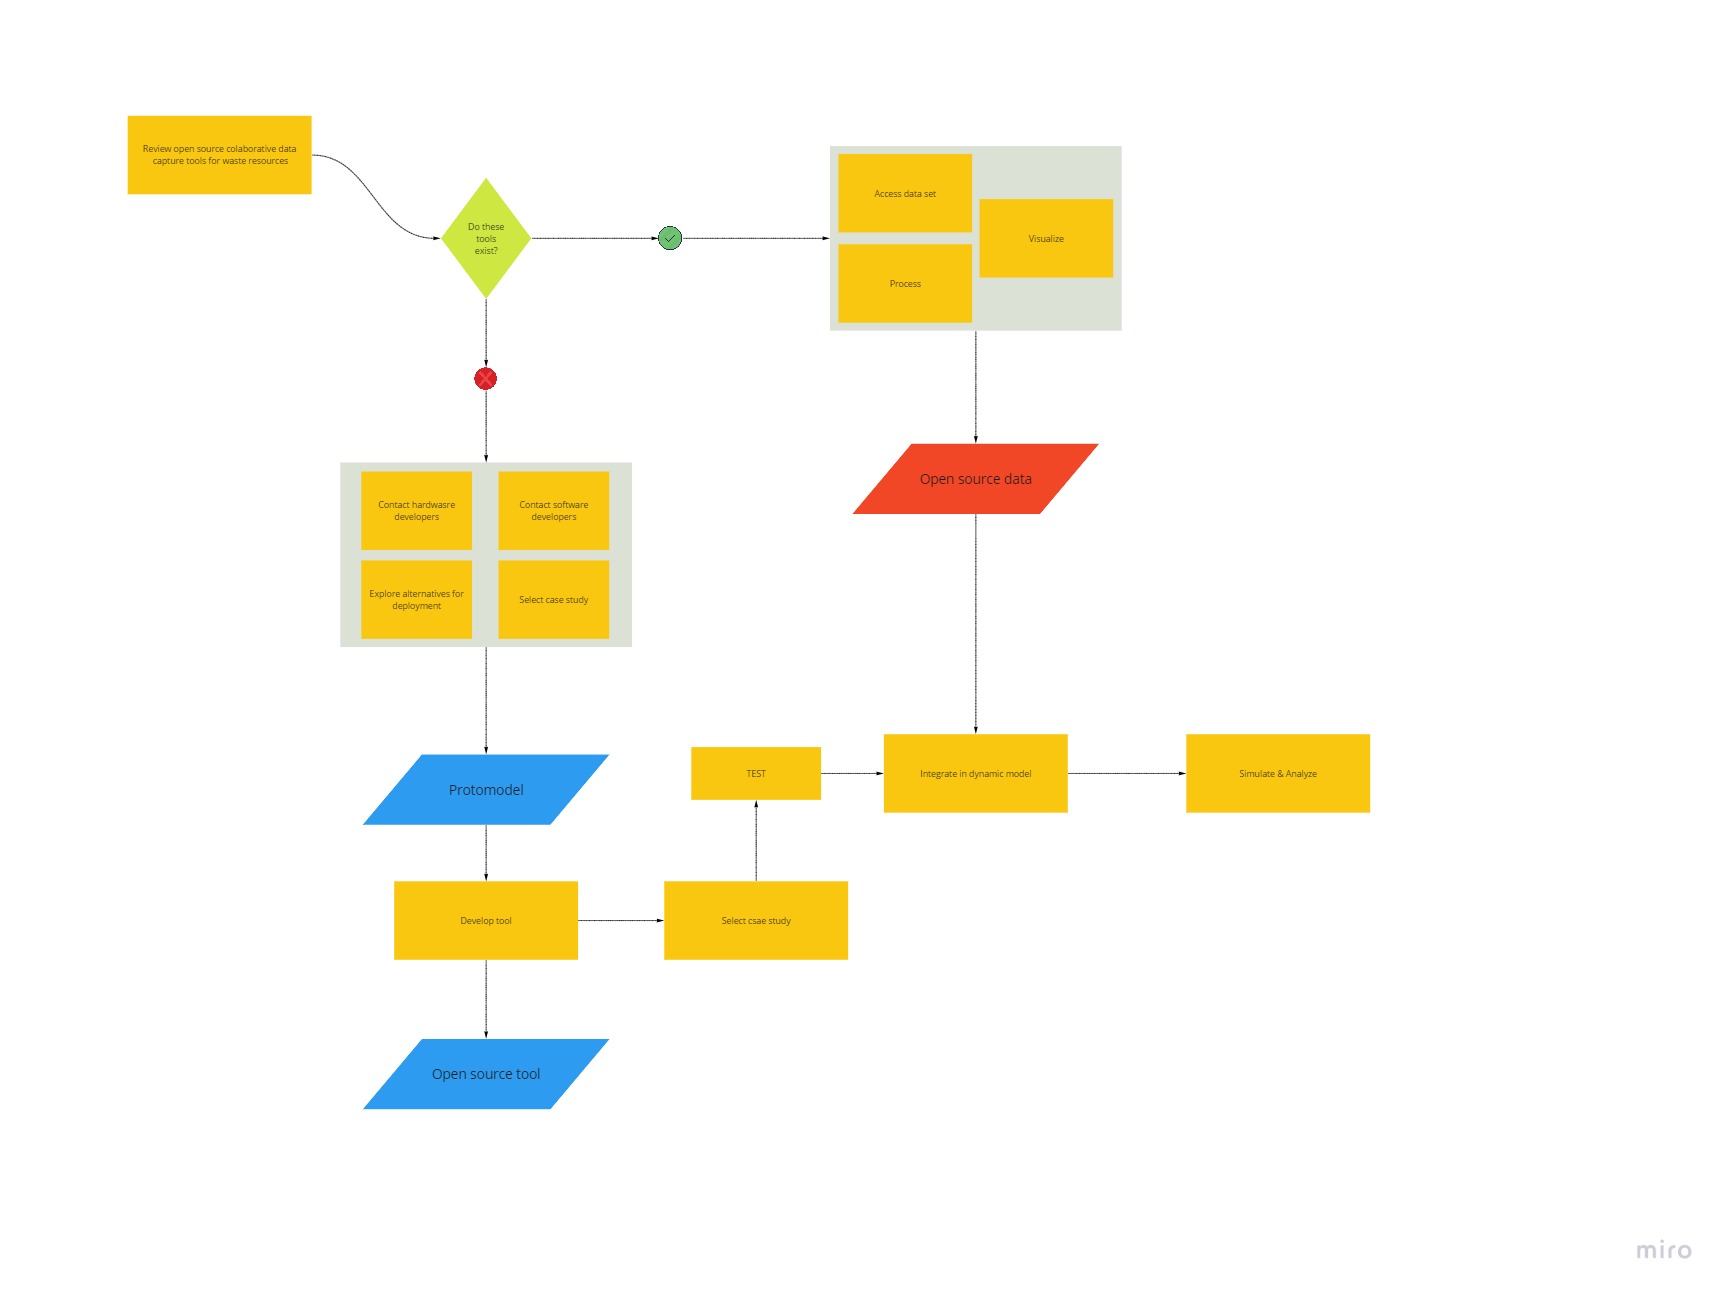 Review open source colaborative data
capture tools for waste resources
Do these
tools
exist?
Access data set
Visualize
Process
Open source data
Contact hardwasre
developers
Contact software
developers
Explore alternatives for
deployment
Select case study
Protomodel
TEST
Integrate in dynamic model
Simulate & Analyze
Develop tool
Select csae study
Open source tool
miro